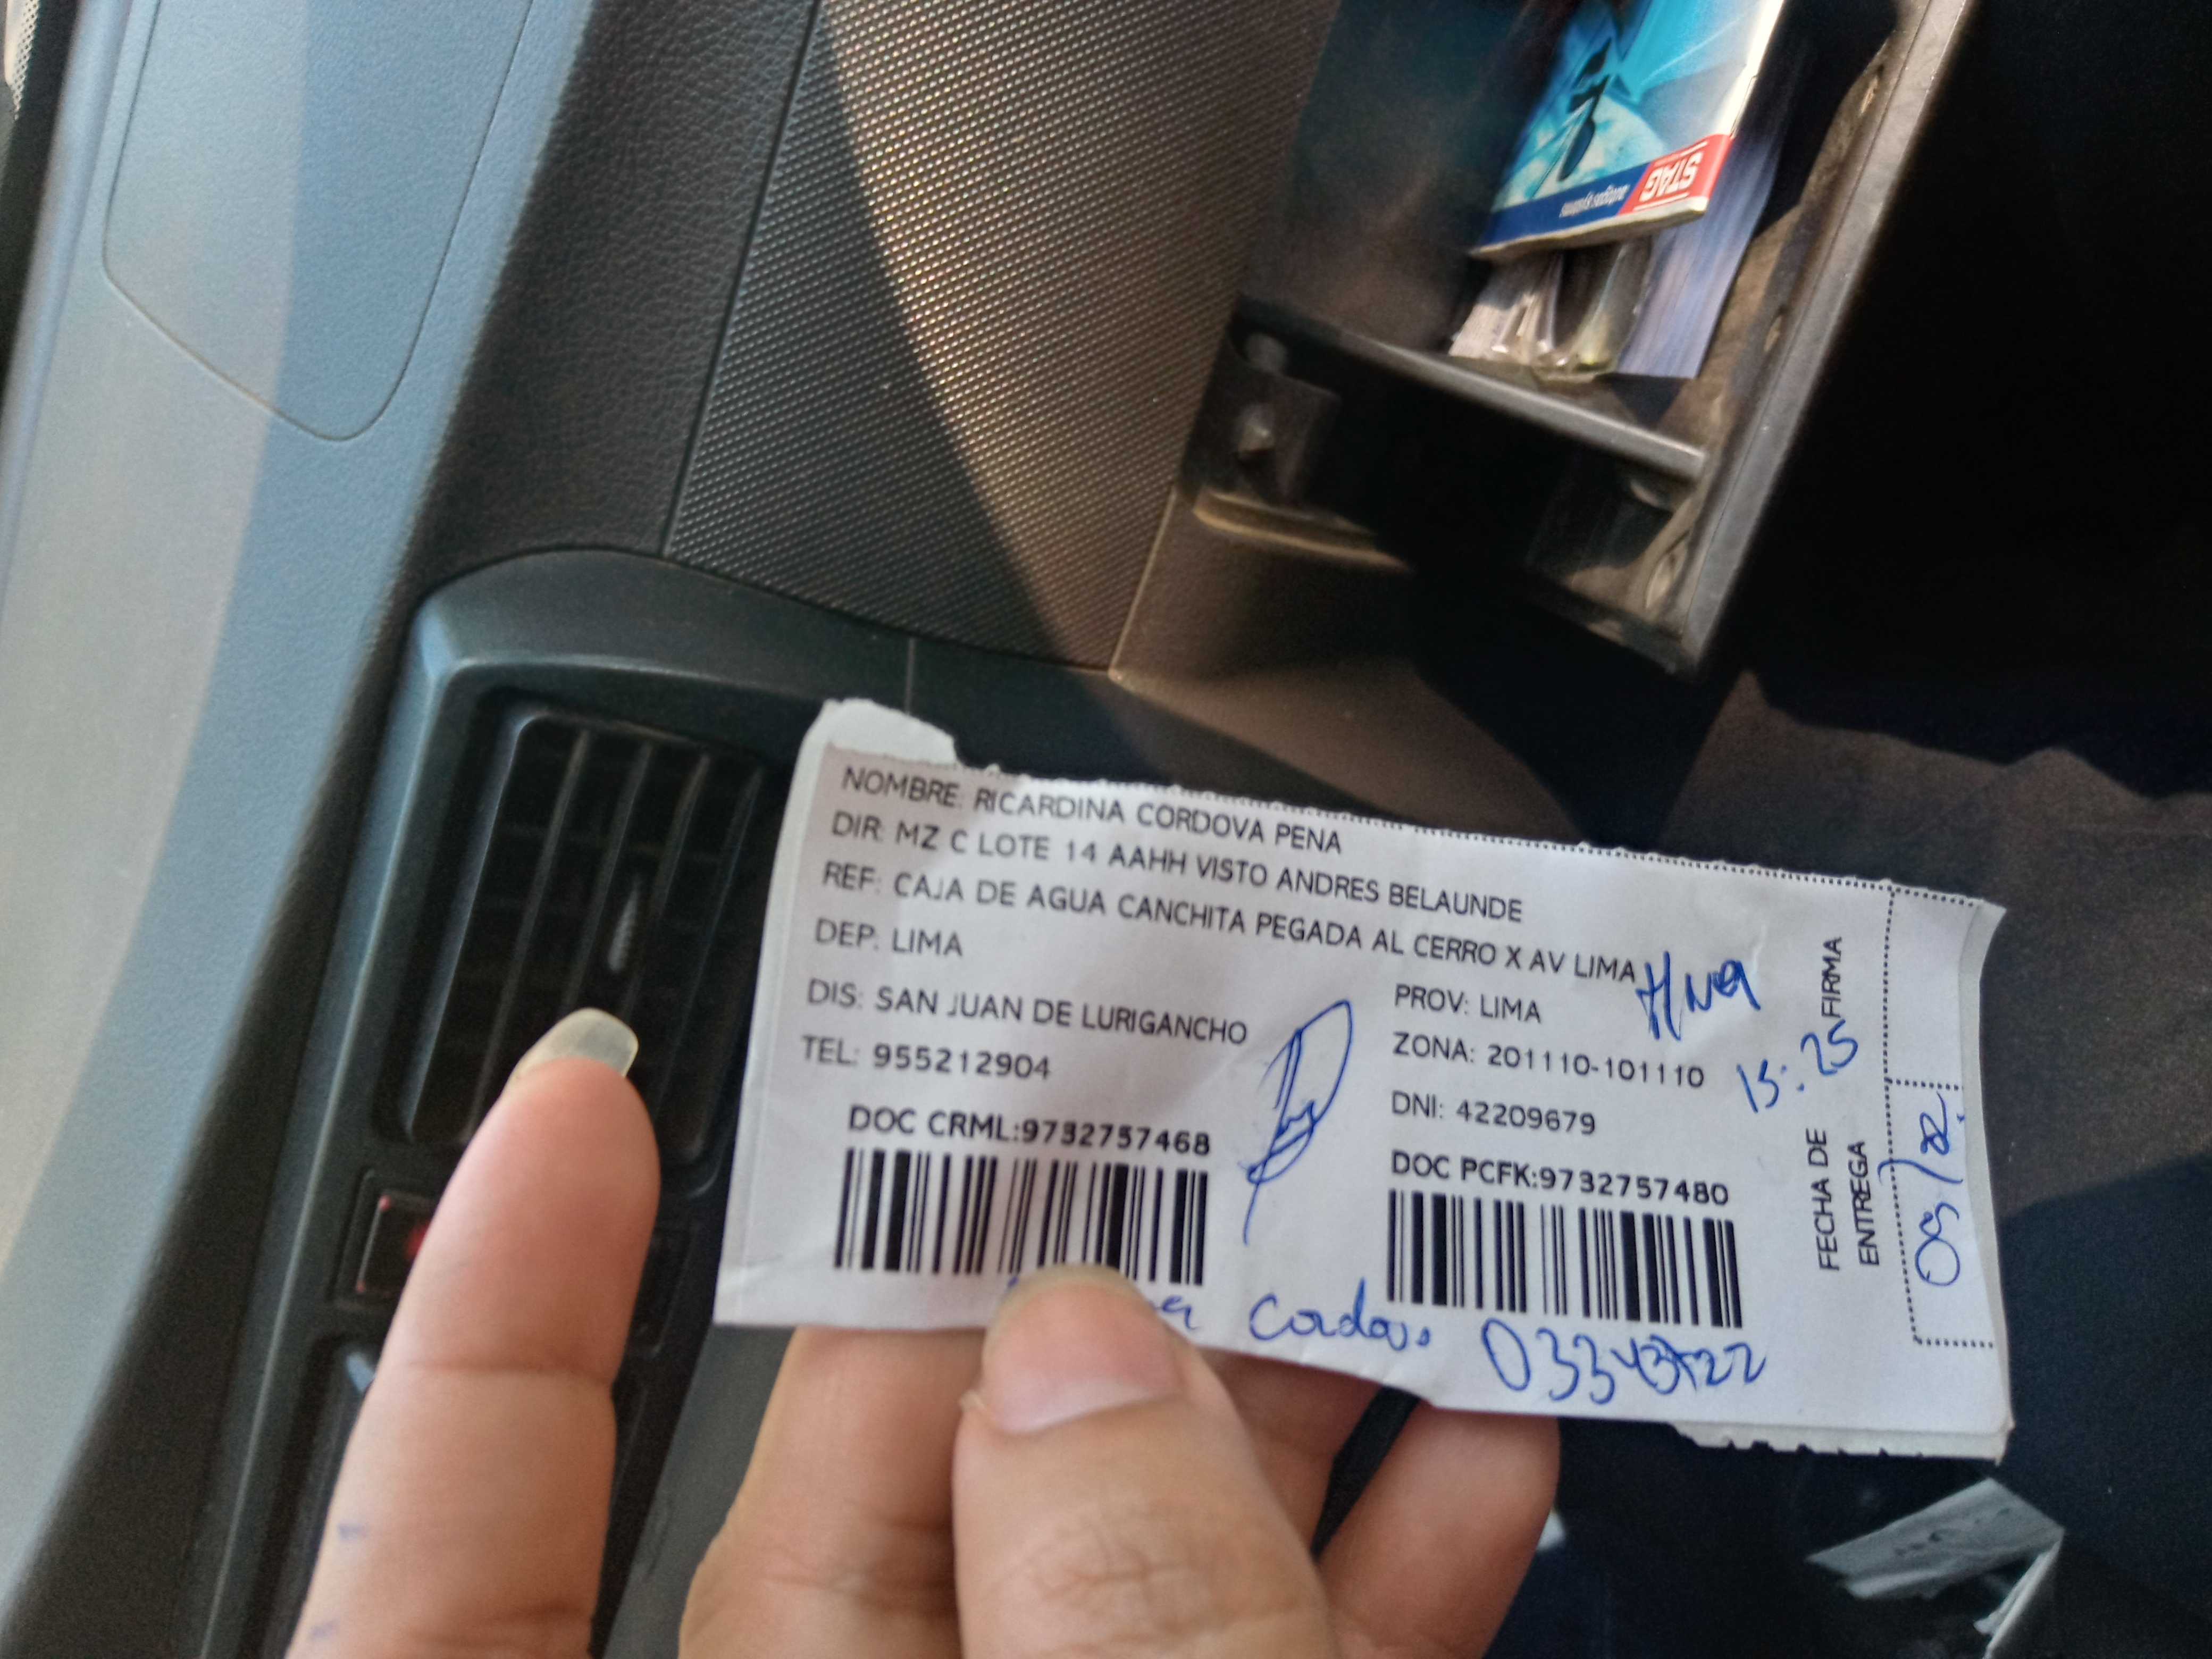 STAG
autogas systems
NOMBRE: RICARDINA CORDOVA PENA
DIR: MZ C LOTE 14 AAHH VISTO ANDRES BELAUNDE
REF: CAJA DE AGUA CANCHITA PEGADA AL CERRO X AV LIMA
DEP: LIMA
PROV: LIMA
DIS: SAN JUAN DE LURIGANCHO
ZONA: 201110-101110
TEL: 955212904
DNI: 42209679
DOC CRML:9732757468
DOC PCFK:9732757480
Hna
15:25
FIRMA
FECHA DE
ENTREGA